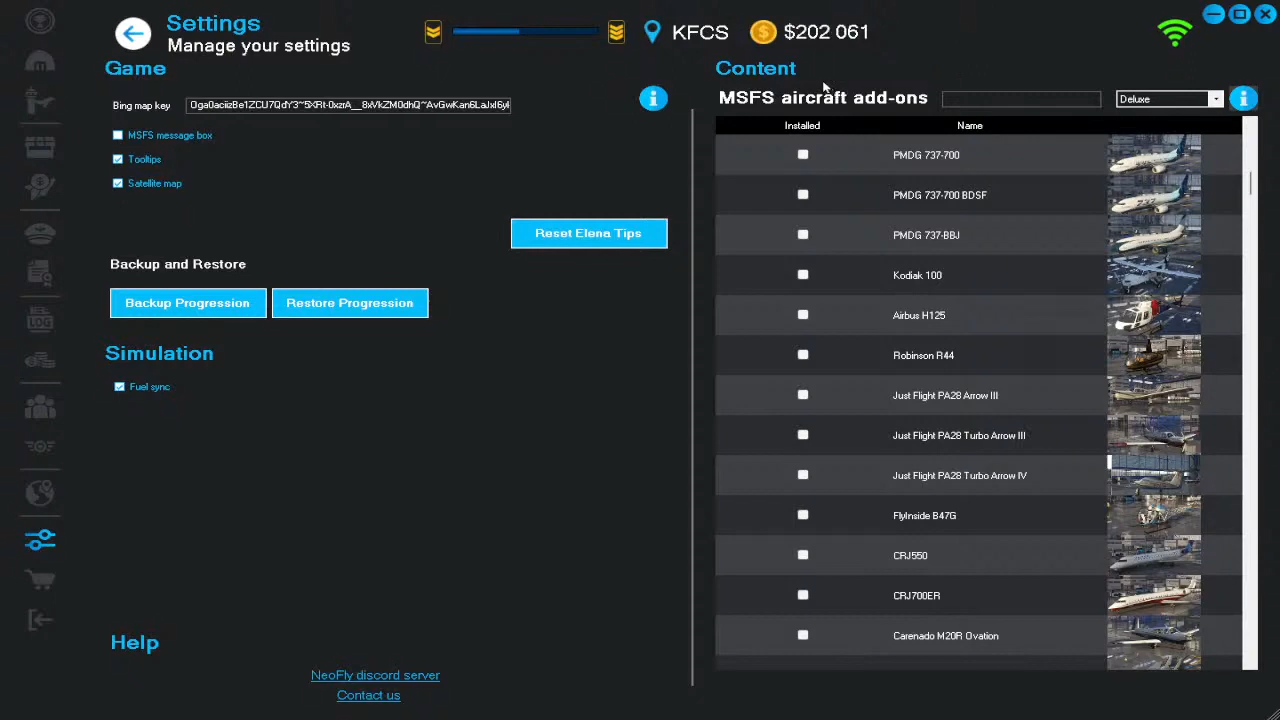 Settings
Manage your settings
KFCS
$202 061
Game
Bing map key
MSFS message box
Tooltips
Satellite map
Reset Elena Tips
Backup and Restore
Backup Progression
Restore Progression
Simulation
Fuel sync
Help
NeoFly discord server
Contact us
Content
MSFS aircraft add-ons
Deluxe
Installed
Name
PMDG 737-700
PMDG 737-700 BDSF
PMDG 737-BBJ
Kodiak 100
Airbus H125
Robinson R44
Just Flight PA28 Arrow III
Just Flight PA28 Turbo Arrow III
Just Flight PA28 Turbo Arrow IV
FlyInside B47G
CRJ550
CRJ700ER
Carenado M20R Ovation
LOG